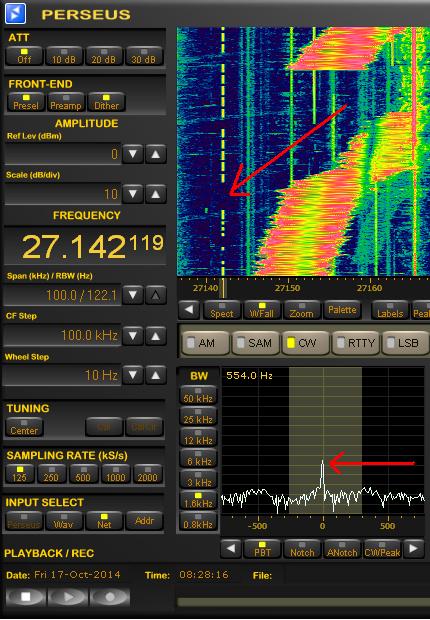 PERSEUS
ATT
Off 10 dB 20 dB 30 dB
FRONT-END
Presel Preamp Dither
AMPLITUDE
Ref Lev (dBm)
0
Scale (dB/div)
10
FREQUENCY
27.142119
Span (kHz) / RBW (Hz)
100.0 / 122.1
CF Step
100.0 kHz
Wheel Step
10 Hz
TUNING
Center Cal CalClr
SAMPLING RATE (kS/s)
125 250 500 1000 2000
INPUT SELECT
Perseus Wav Net Addr
27140 27150 27160
Spect WFall Zoom Palette Labels
AM SAM CW RTTY LSB
BW
554.0 Hz
50 kHz
25 kHz
12 kHz
6 kHz
3 kHz
1.6kHz
0.8kHz
-500 0 500
PBT Notch ANotch CWPeak
PLAYBACK / REC
Date: Fri 17-Oct-2014 Time: 08:28:16 File: